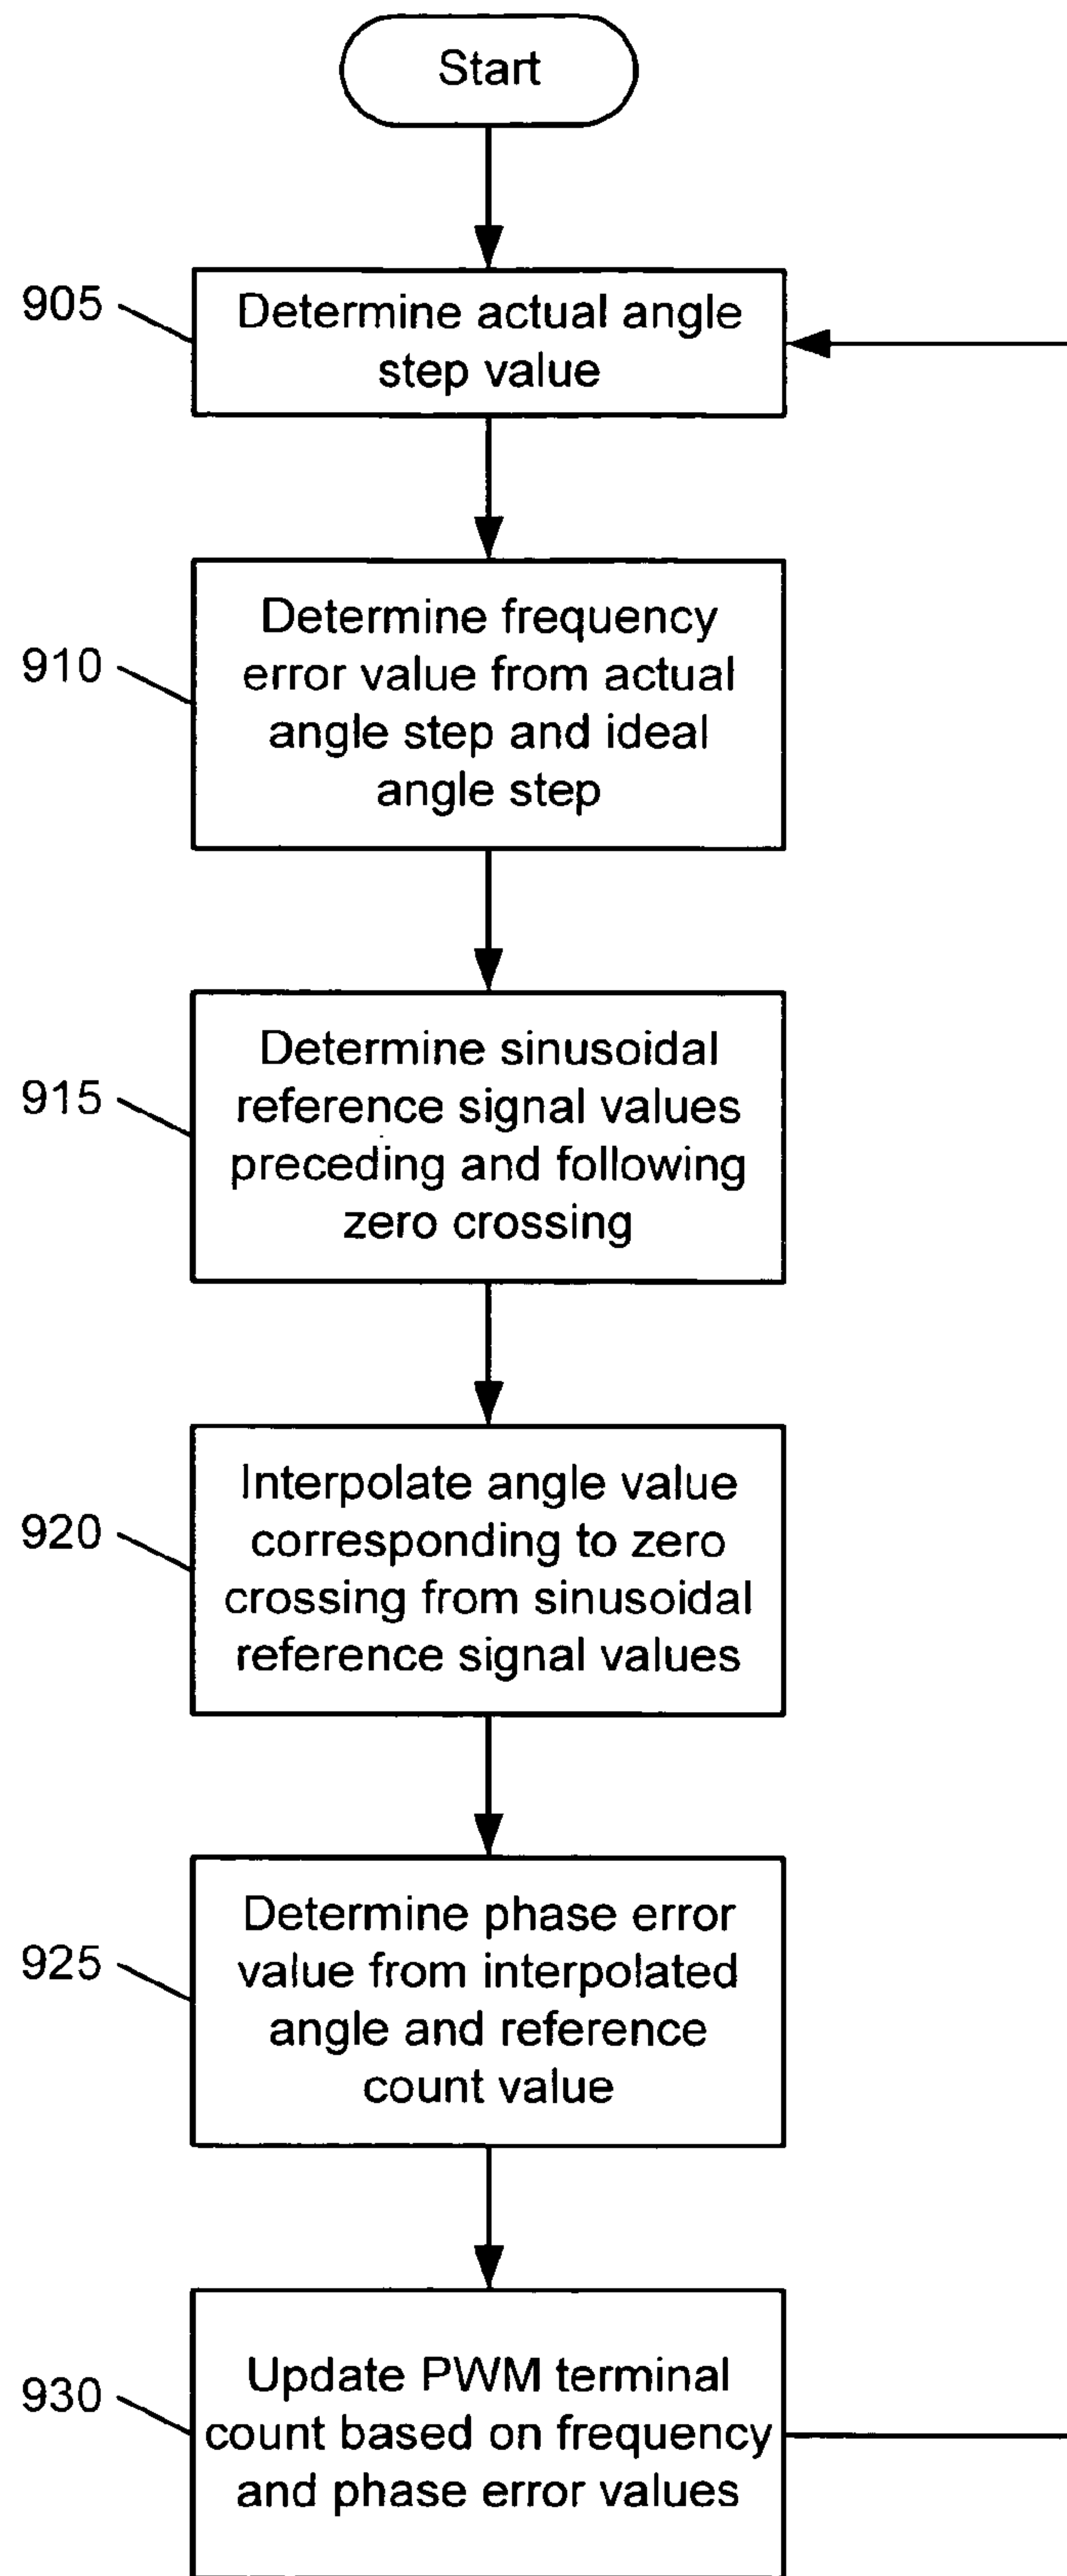 Start
905
Determine actual angle
step value
910
Determine frequency
error value from actual
angle step and ideal
angle step
915
Determine sinusoidal
reference signal values
preceding and following
zero crossing
920
Interpolate angle value
corresponding to zero
crossing from sinusoidal
reference signal values
925
Determine phase error
value from interpolated
angle and reference
count value
930
Update PWM terminal
count based on frequency
and phase error values